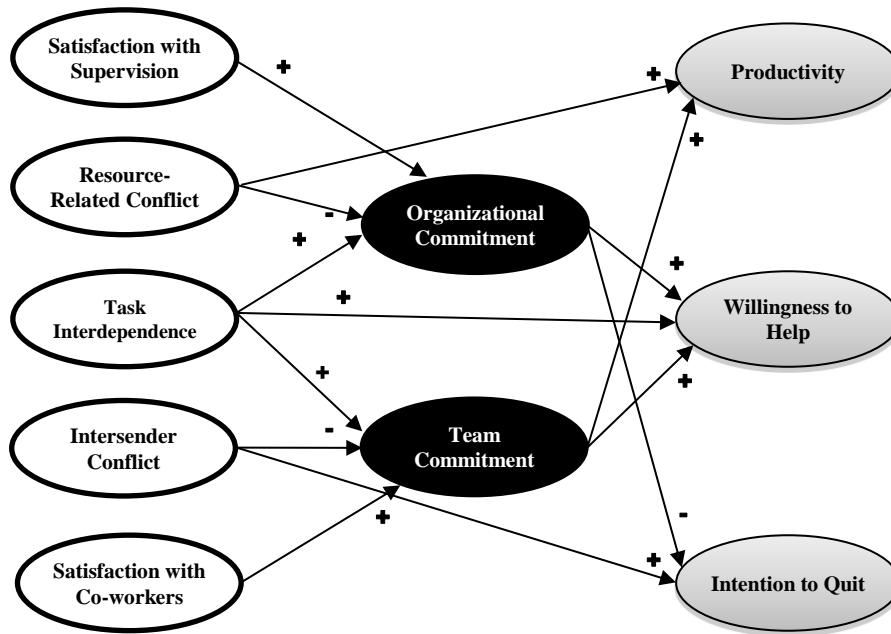 Satisfaction with
Supervision
+
+
Productivity
+
Resource-
Related Conflict
-
Organizational
Commitment
+
+
Task
Interdependence
+
Willingness to
Help
+
+
Intersender
Conflict
-
Team
Commitment
+
-
+
Satisfaction with
Co-workers
Intention to Quit